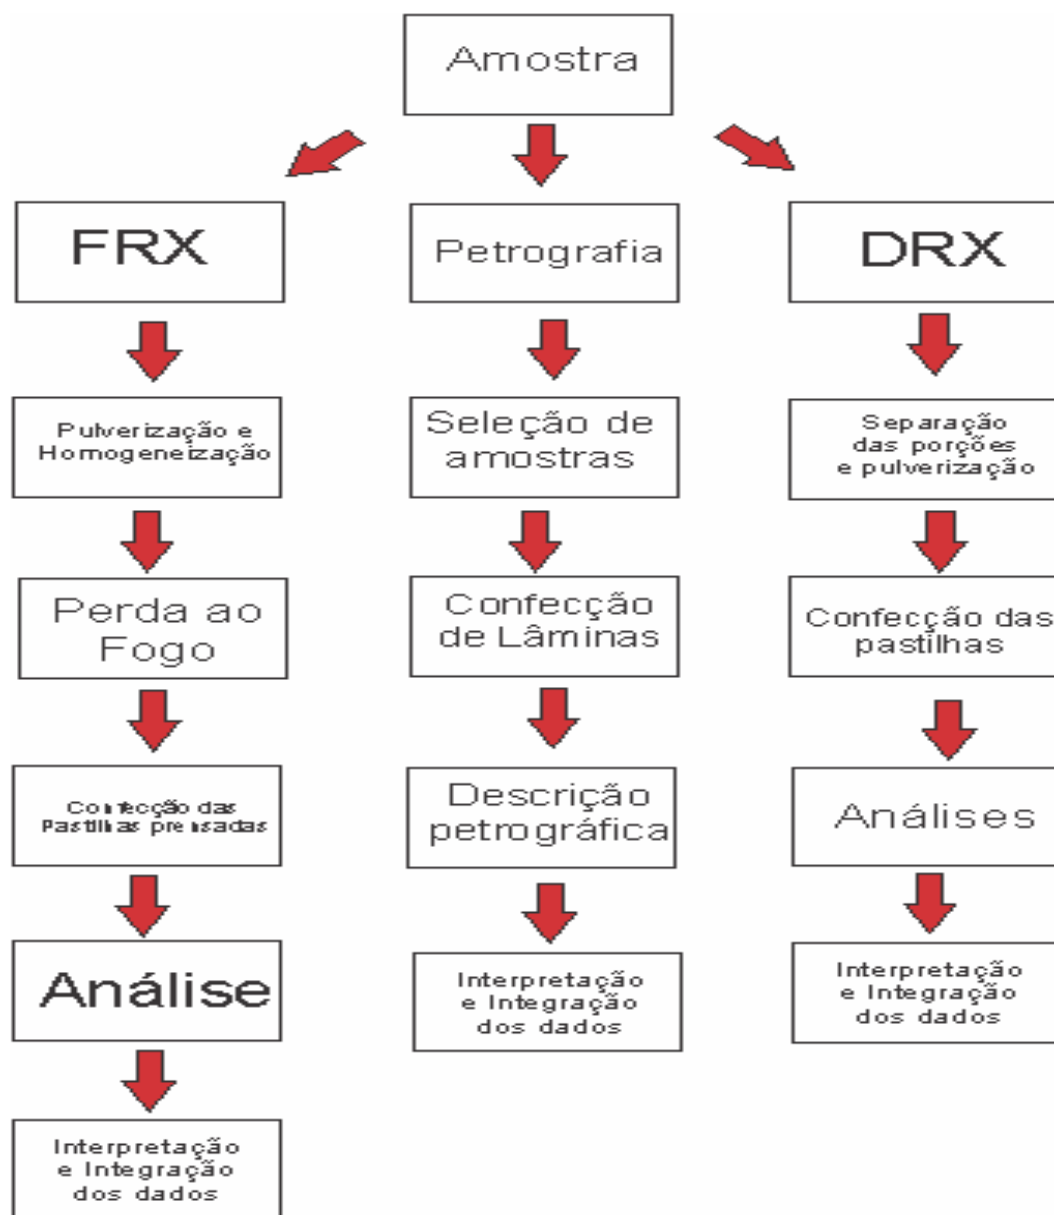 Amostra
FRX
Petrografia
DRX
Pulverização e
Homogeneização
Seleção de
amostras
Separação
das porções
e pulverização
Perda ao
Fogo
Confecção
de Lâminas
Confecção das
pastilhas
Confecção das
Pastilhas prensadas
Descrição
petrográfica
Análises
Análise
Interpretação
e Integração
dos dados
Interpretação
e Integração
dos dados
Interpretação
e Integração
dos dados